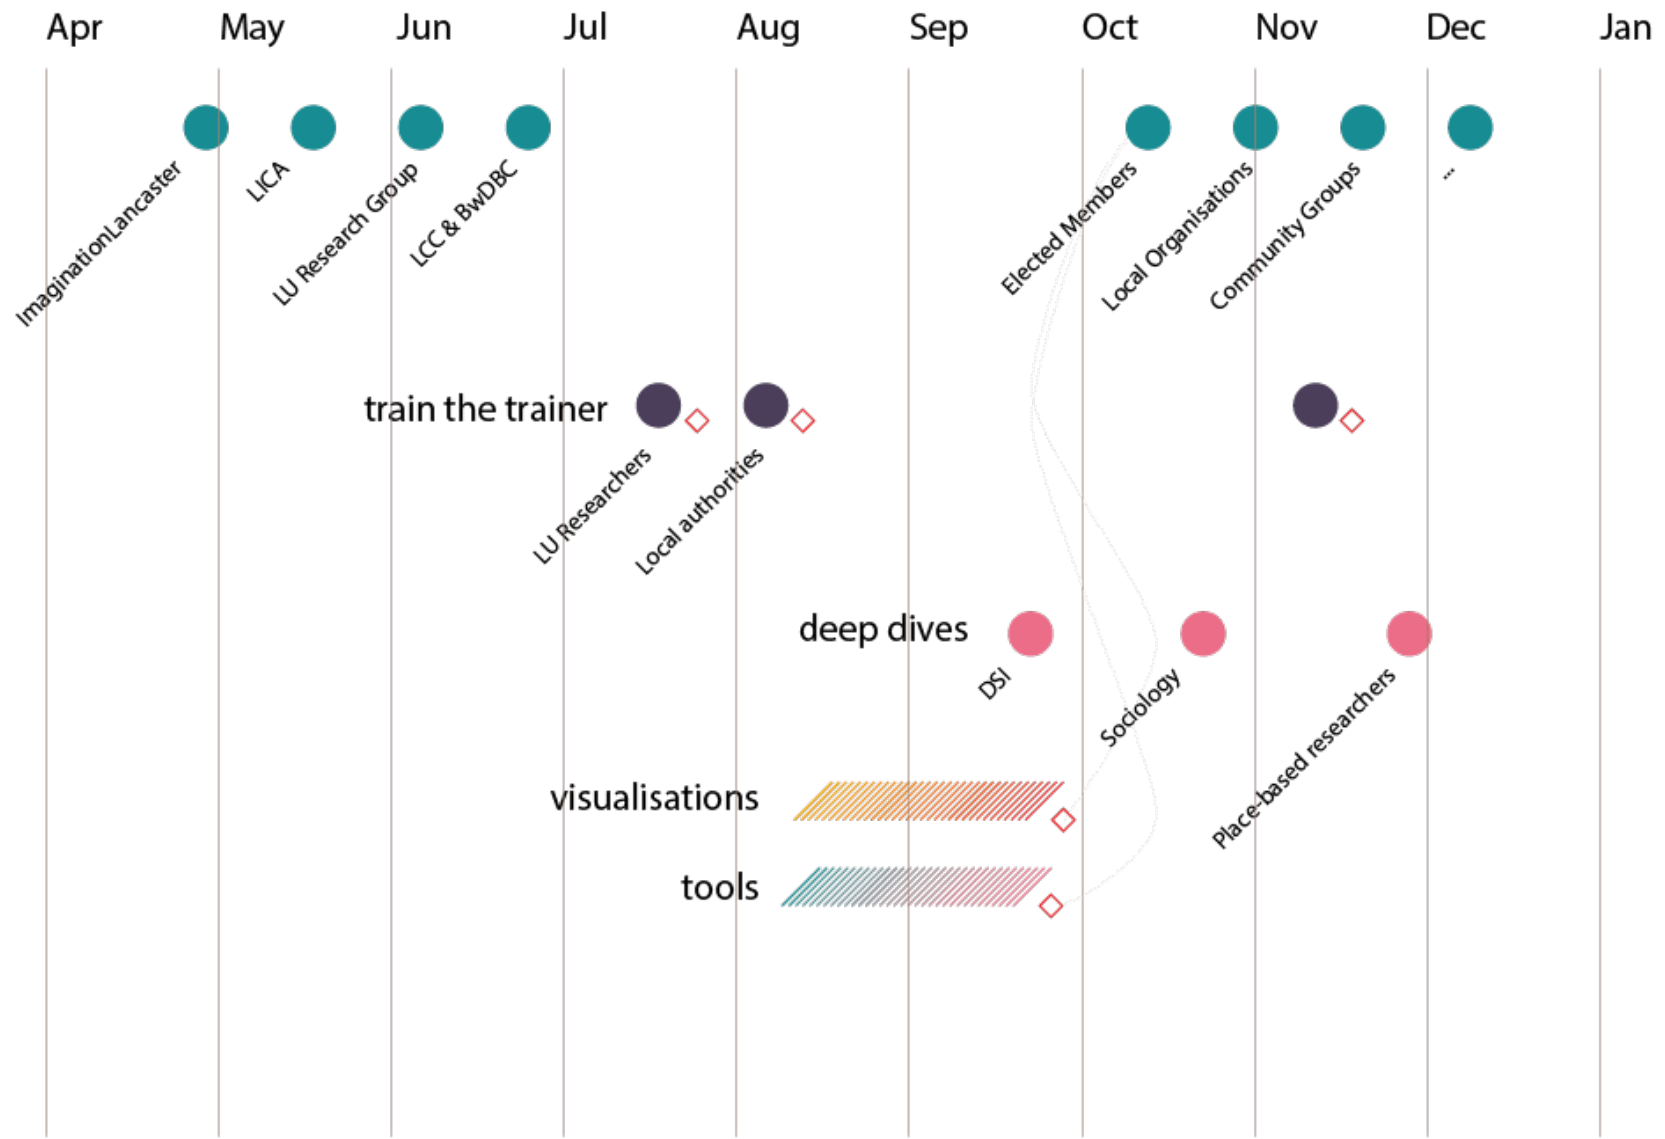 Apr May Jun Jul Aug Sep Oct Nov Dec Jan
ImaginationLancaster
LICA
LU Research Group
LCC & BwDBC
Elected Members
Local Organisations
Community Groups
...
train the trainer
LU Researchers
Local authorities
deep dives
DSI
Sociology
Place-based researchers
visualisations
tools